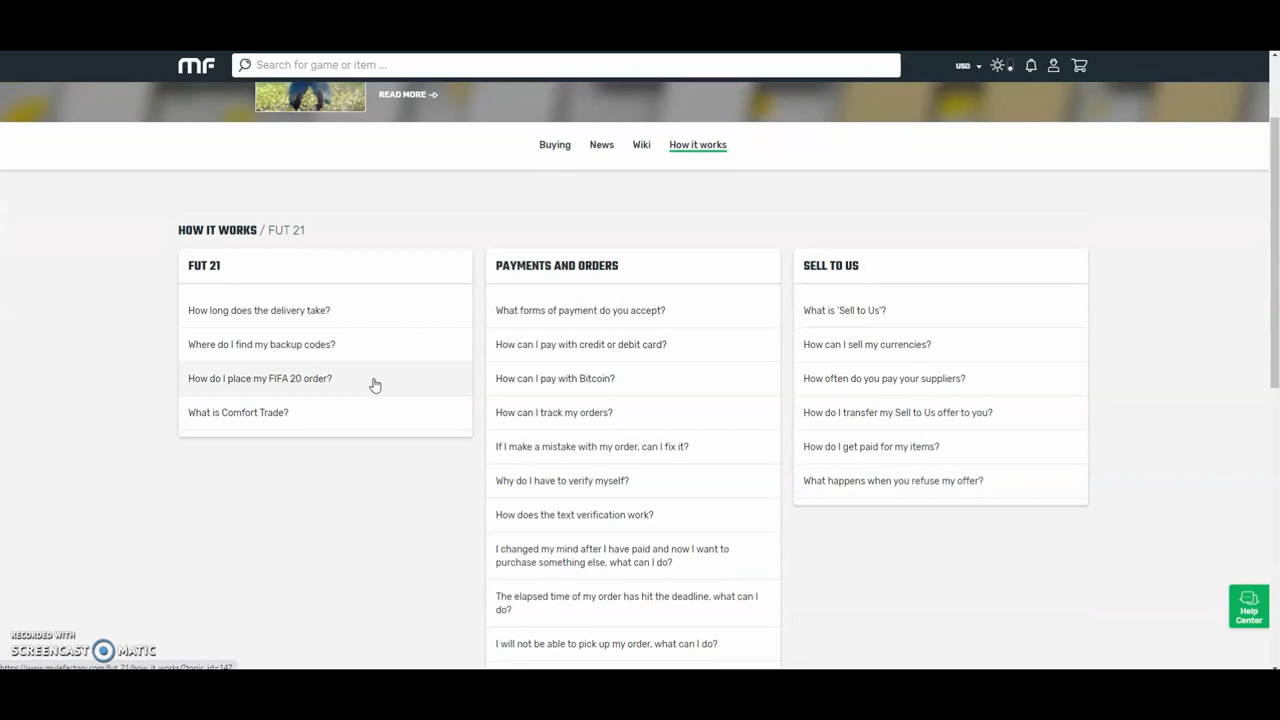 MF
Search for game or item ...
USD
READ MORE
Buying
News
Wiki
How it works
HOW IT WORKS / FUT 21
FUT 21
How long does the delivery take?
Where do I find my backup codes?
How do I place my FIFA 20 order?
What is Comfort Trade?
PAYMENTS AND ORDERS
What forms of payment do you accept?
How can I pay with credit or debit card?
How can I pay with Bitcoin?
How can I track my orders?
If I make a mistake with my order, can I fix it?
Why do I have to verify myself?
How does the text verification work?
I changed my mind after I have paid and now I want to
purchase something else, what can I do?
The elapsed time of my order has hit the deadline, what can I
do?
I will not be able to pick up my order, what can I do?
SELL TO US
What is 'Sell to Us'?
How can I sell my currencies?
How often do you pay your suppliers?
How do I transfer my Sell to Us offer to you?
How do I get paid for my items?
What happens when you refuse my offer?
Help
Center
RECORDED WITH
SCREENCAST MATIC
https://www.mulefactory.com/fut_21/how_it_works/?topic_id=147